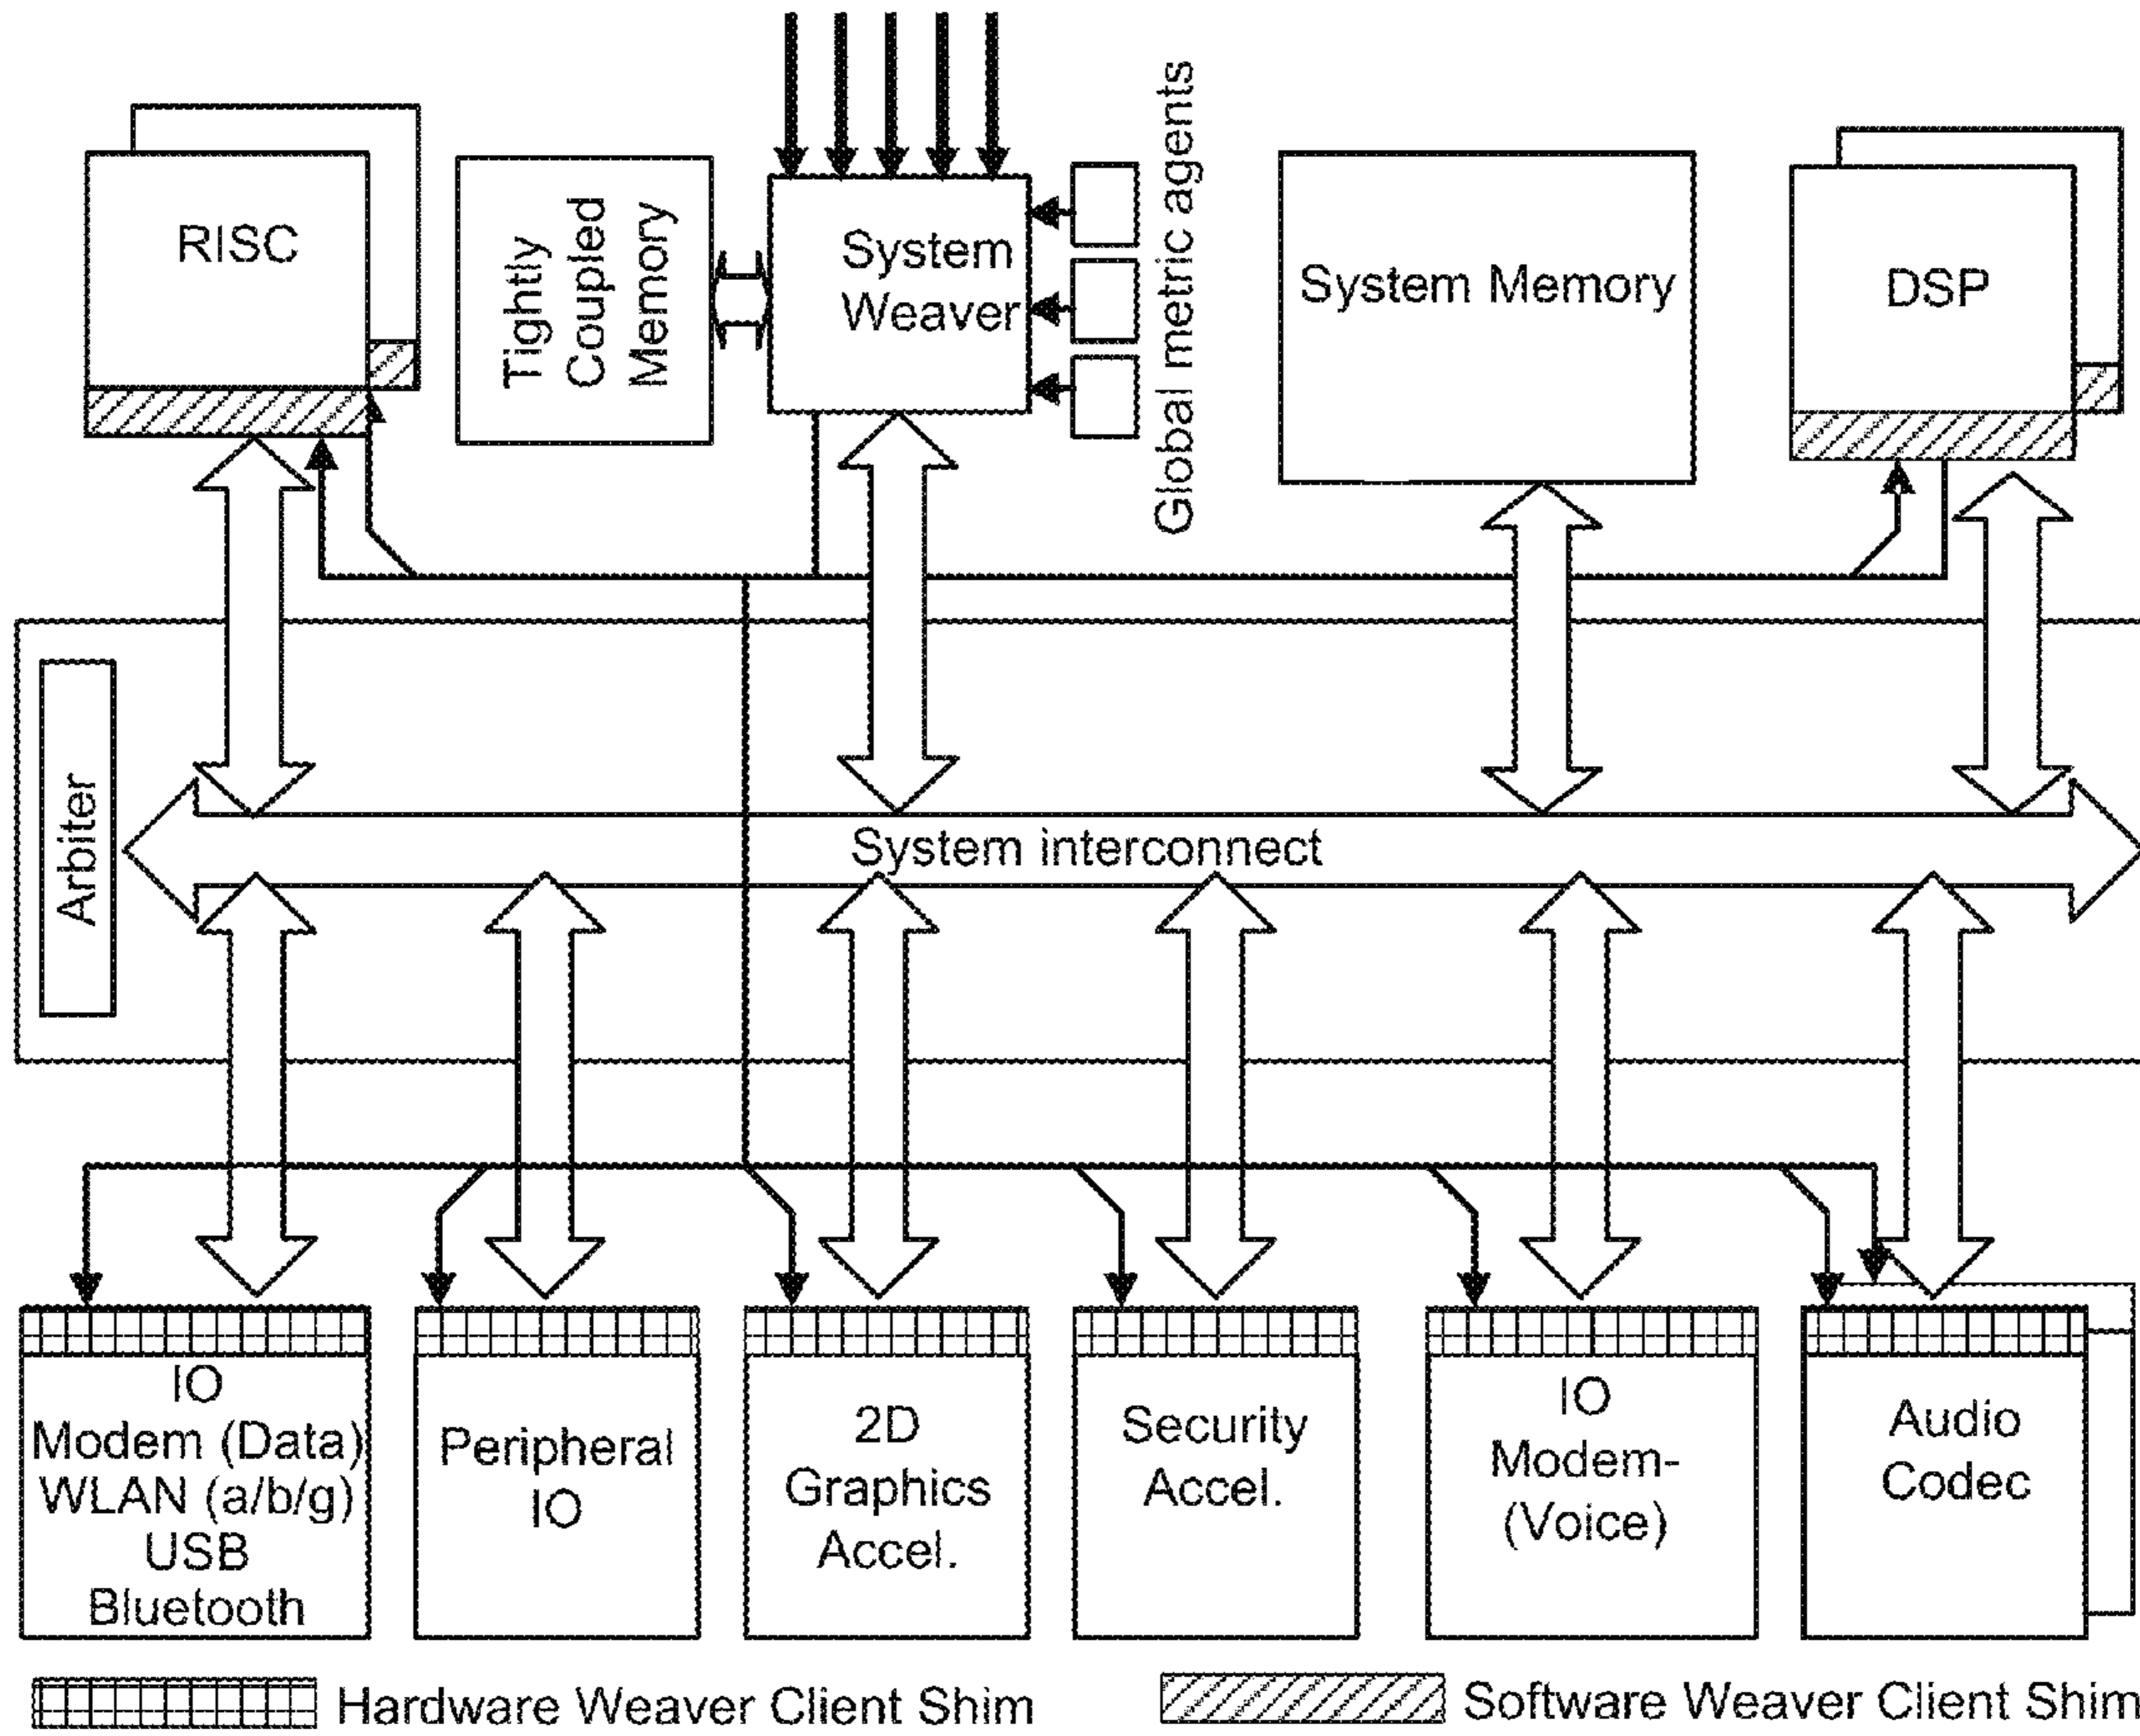 RISC
Tightly
Coupled
Memory
System
Weaver
Global metric agents
System Memory
DSP
Arbiter
System interconnect
IO
Modem (Data)
WLAN (a/b/g)
USB
Bluetooth
Peripheral
IO
2D
Graphics
Accel.
Security
Accel.
IO
Modem-
(Voice)
Audio
Codec
Hardware Weaver Client Shim
Software Weaver Client Shim